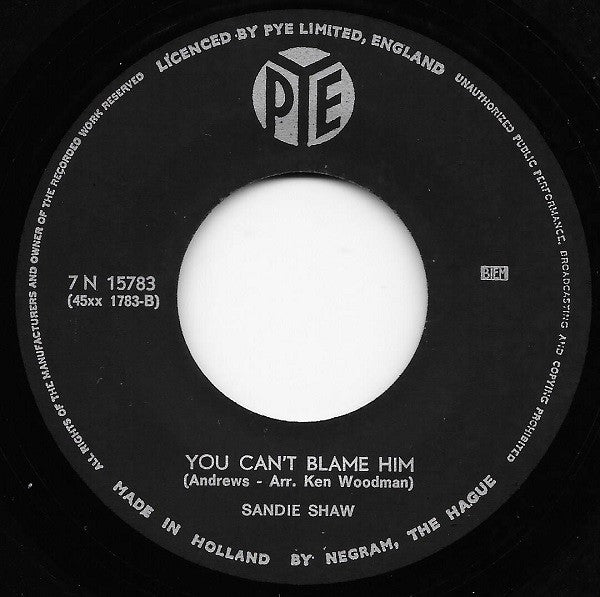 LICENCED BY PYE LIMITED, ENGLAND
UNAUTHORIZED PUBLIC PERFORMANCE, BROADCASTING AND COPYING PROHIBITED
ALL RIGHTS OF THE MANUFACTURERS AND OWNER OF THE RECORDED WORK RESERVED
PYE
7 N 15783
(45xx 1783-B)
BIEM
YOU CAN'T BLAME HIM
(Andrews - Arr. Ken Woodman)
SANDIE SHAW
MADE IN HOLLAND BY NEGRAM, THE HAGUE